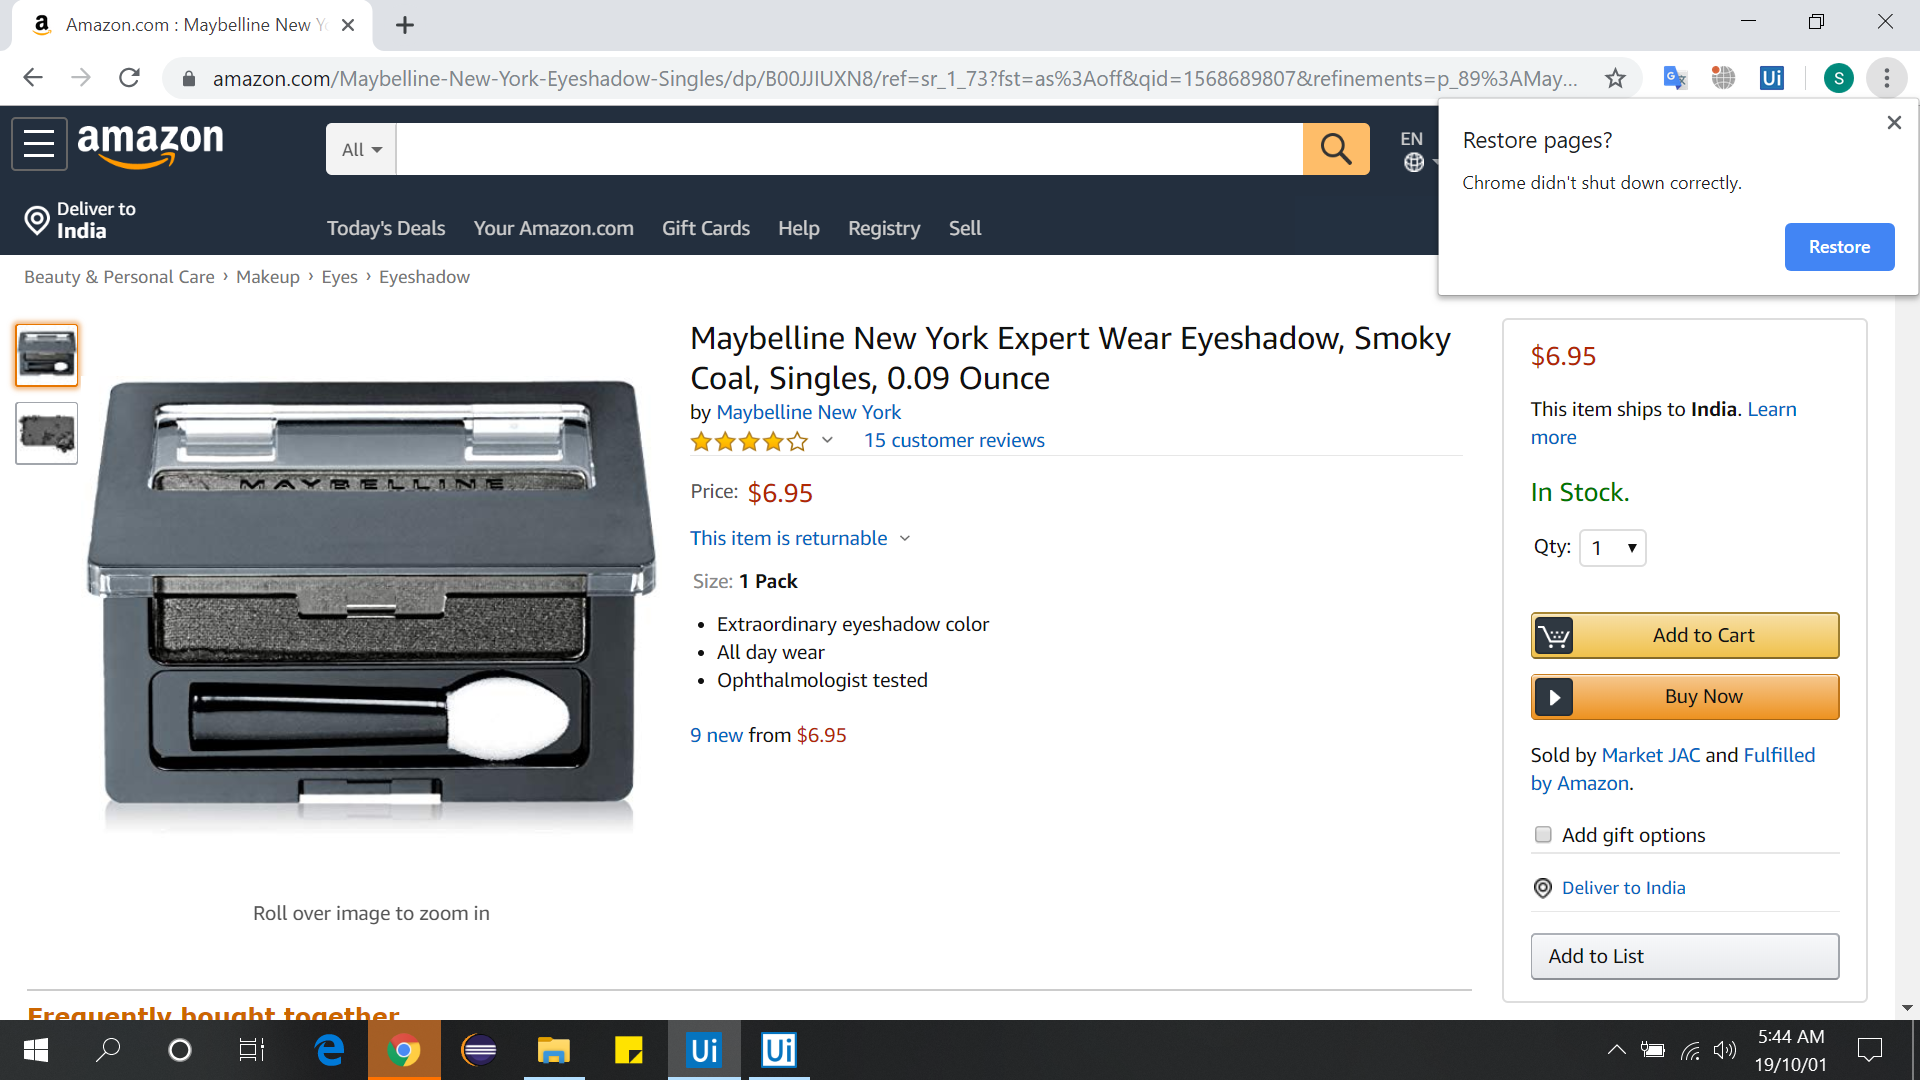 Amazon.com : Maybelline New Y
amazon.com/Maybelline-New-York-Eyeshadow-Singles/dp/B00JJIUXN8/ref=sr_1_73?fst=as%3Aoff&qid=1568689807&refinements=p_89%3AMay...
Ui
S
Restore pages?
Chrome didn't shut down correctly.
Restore
amazon
All
EN
Deliver to
India
Today's Deals
Your Amazon.com
Gift Cards
Help
Registry
Sell
Beauty & Personal Care › Makeup › Eyes › Eyeshadow
MAYBELLINE
Roll over image to zoom in
Maybelline New York Expert Wear Eyeshadow, Smoky
Coal, Singles, 0.09 Ounce
by Maybelline New York
15 customer reviews
Price: $6.95
This item is returnable
Size: 1 Pack
• Extraordinary eyeshadow color
• All day wear
• Ophthalmologist tested
9 new from $6.95
$6.95
This item ships to India. Learn
more
In Stock.
Qty: 1
Add to Cart
Buy Now
Sold by Market JAC and Fulfilled
by Amazon.
Add gift options
Deliver to India
Add to List
Frequently bought together
Ui
Ui
5:44 AM
19/10/01